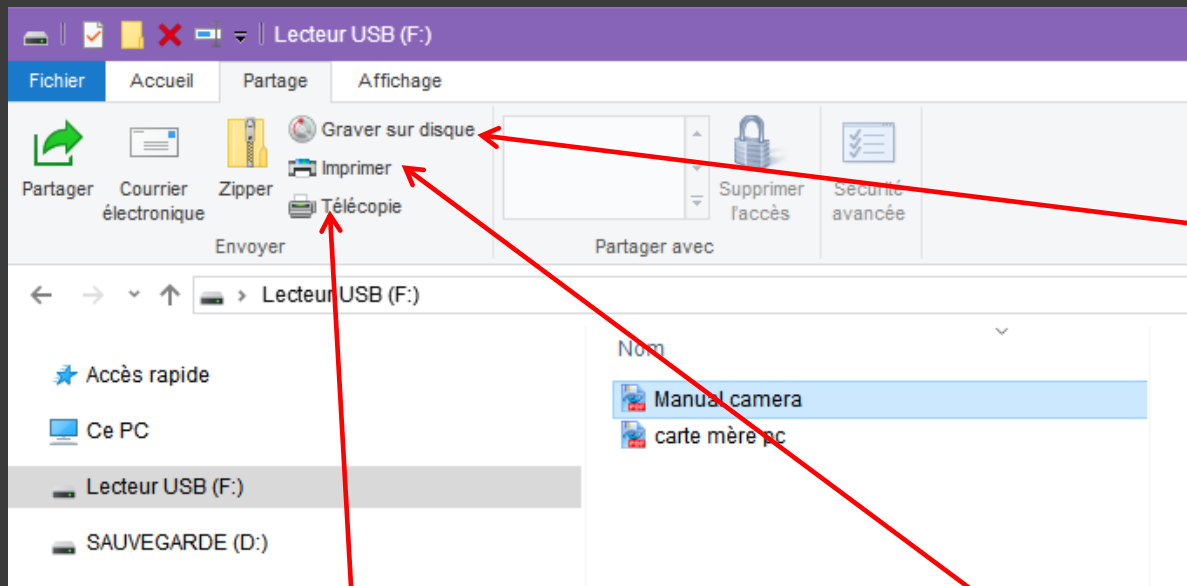 Lecteur USB (F:)
Fichier Accueil Partage Affichage
Partager
Courrier
électronique
Zipper
Graver sur disque
Imprimer
Télécopie
Supprimer
l'accès
Sécurité
avancée
Envoyer
Partager avec
Lecteur USB (F:)
Accès rapide
Ce PC
Lecteur USB (F:)
SAUVEGARDE (D:)
Nom
Manual camera
carte mère pc